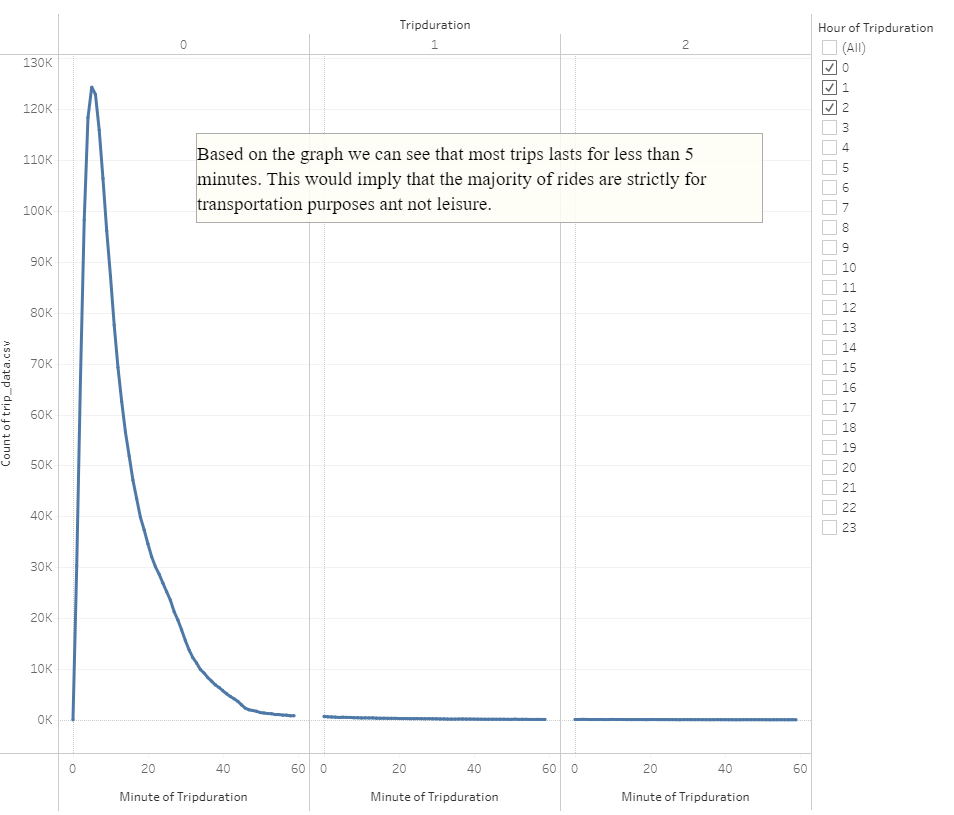 Tripduration
0 1 2
130K
120K
110K
100K
90K
80K
70K
60K
50K
40K
30K
20K
10K
0K
Count of trip_data.csv
Based on the graph we can see that most trips lasts for less than 5
minutes. This would imply that the majority of rides are strictly for
transportation purposes ant not leisure.
0 20 40 60 0 20 40 60 0 20 40 60
Minute of Tripduration Minute of Tripduration Minute of Tripduration
Hour of Tripduration
(All)
0
1
2
3
4
5
6
7
8
9
10
11
12
13
14
15
16
17
18
19
20
21
22
23